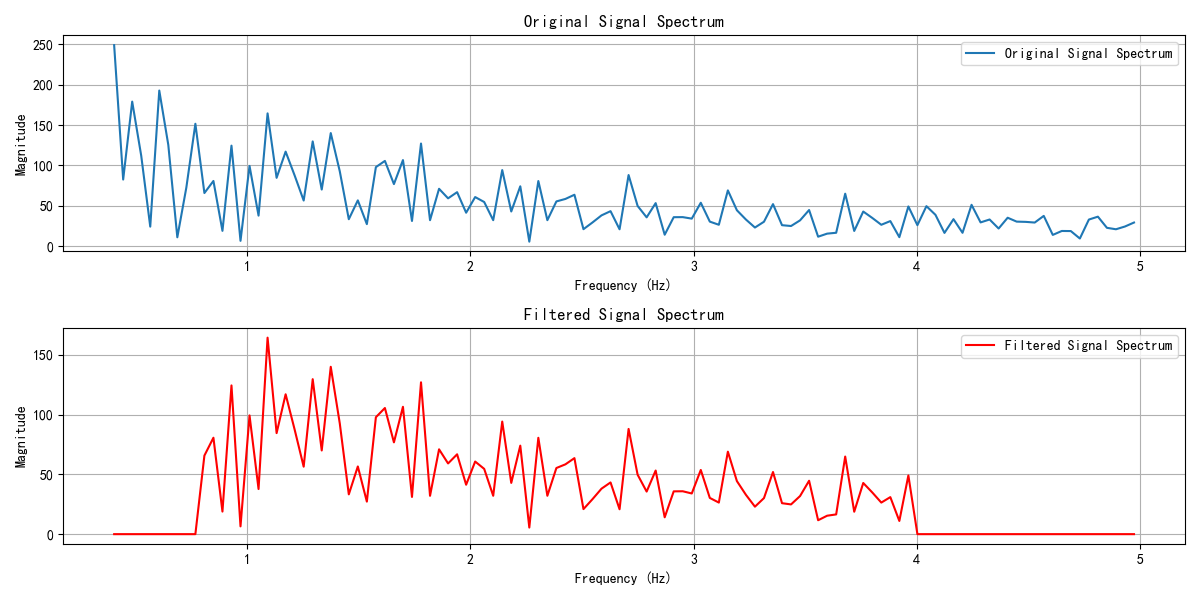 Original Signal Spectrum
Original Signal Spectrum
Magnitude
250
200
150
100
50
0
1
2
3
4
5
Frequency (Hz)
Filtered Signal Spectrum
Filtered Signal Spectrum
Magnitude
150
100
50
0
1
2
3
4
5
Frequency (Hz)